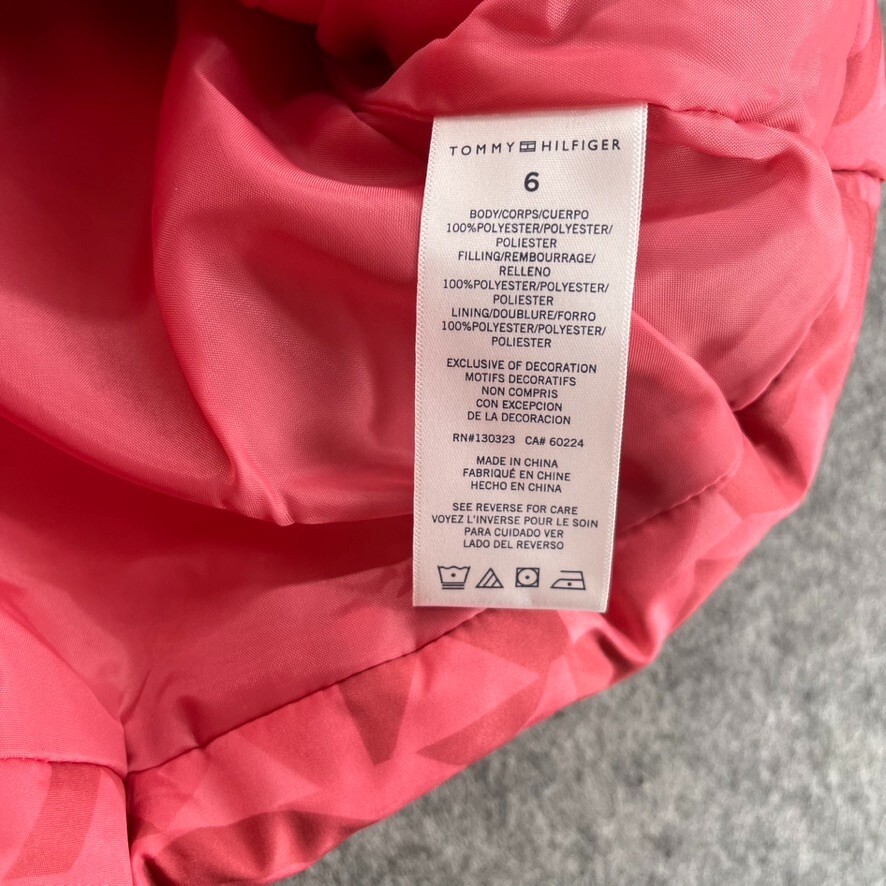 TOMMY HILFIGER
6
BODY/CORPS/CUERPO
100%POLYESTER/POLYESTER/
POLIESTER
FILLING/REMBOURRAGE/
RELLENO
100%POLYESTER/POLYESTER/
POLIESTER
LINING/DOUBLURE/FORRO
100%POLYESTER/POLYESTER/
POLIESTER
EXCLUSIVE OF DECORATION
MOTIFS DECORATIFS
NON COMPRIS
CON EXCEPCION
DE LA DECORACION
RN#130323 CA# 60224
MADE IN CHINA
FABRIQUÉ EN CHINE
HECHO EN CHINA
SEE REVERSE FOR CARE
VOYEZ L'INVERSE POUR LE SOIN
PARA CUIDADO VER
LADO DEL REVERSO